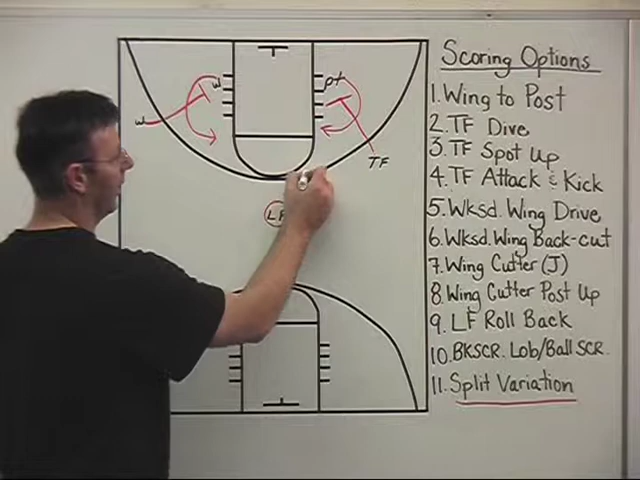 Scoring Options
1. Wing to Post
2. TF Dive
3. TF Spot Up
4. TF Attack & Kick
5. Wksd. Wing Drive
6. Wksd. Wing Back-cut
7. Wing Cutter (J)
8. Wing Cutter Post Up
9. LF Roll Back
10. BKSCR. Lob/Ball SCR.
11. Split Variation
W
pt
W
TF